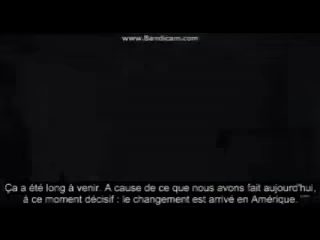 www.Bandicam.com
Ça a été long à venir. A cause de ce que nous avons fait aujourd'hui,
à ce moment décisif : le changement est arrivé en Amérique.